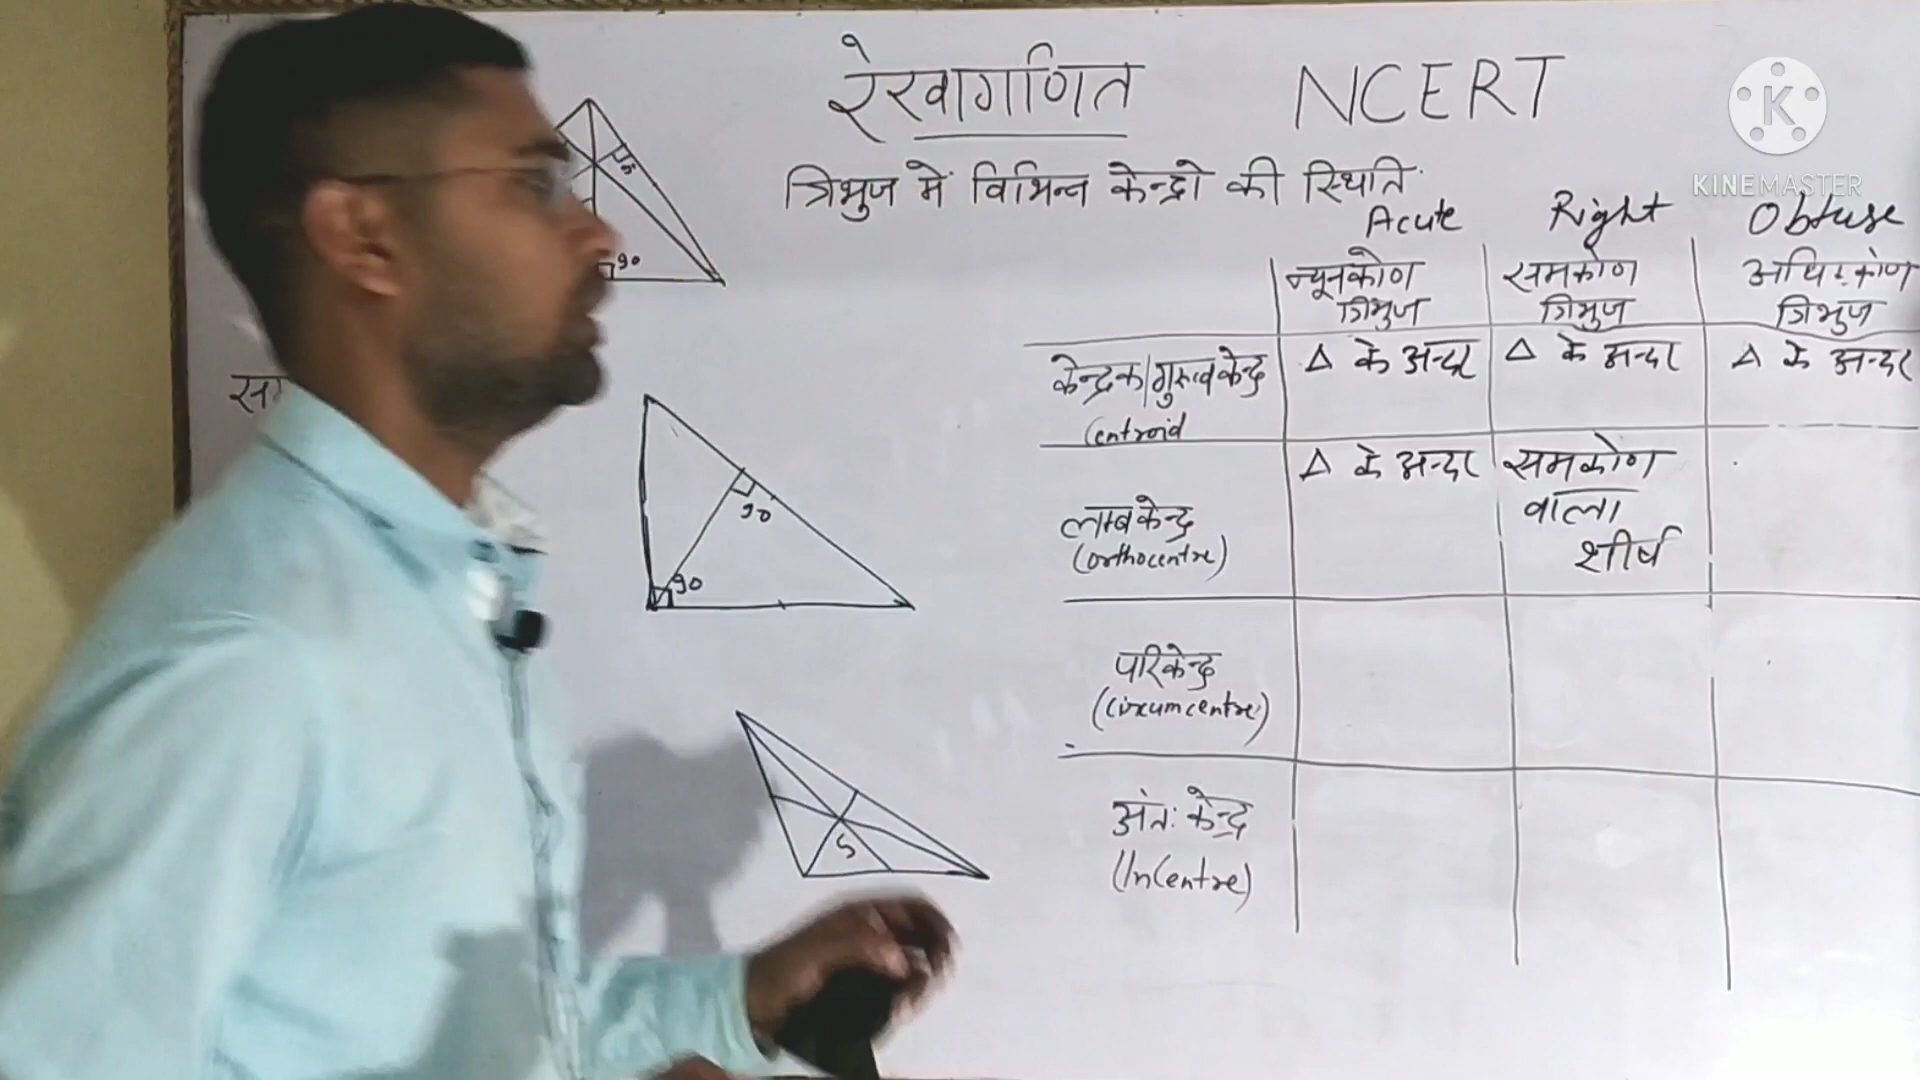 रेखागणित NCERT
K
KINEMASTER
त्रिभुज में विभिन्न केन्द्रो की स्थिति
Acute Right Obtuse
न्यूनकोण समकोण अधिककोण
त्रिभुज त्रिभुज त्रिभुज
केन्द्रक/गुरुत्वकेन्द्र Δ के अन्दर Δ के अन्दर Δ के अन्दर
Centroid
Δ के अन्दर समकोण
वाला
शीर्ष
लम्बकेन्द्र
(orthocentre)
परिकेन्द्र
(circumcentre)
अंतः केन्द्र
(InCentre)
90
90
90